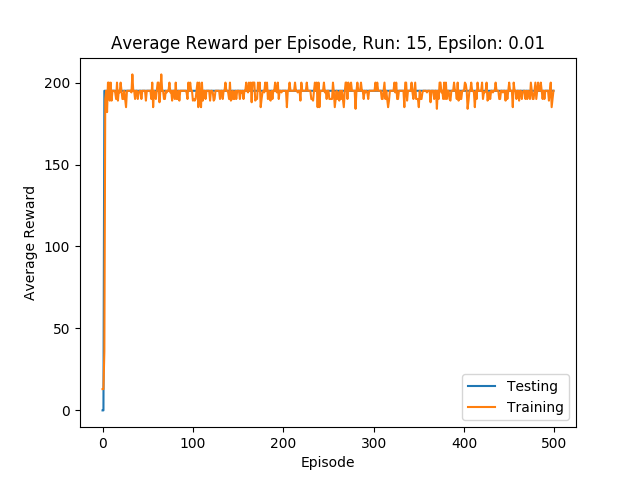 Average Reward per Episode, Run: 15, Epsilon: 0.01
Average Reward
200
150
100
50
0
0 100 200 300 400 500
Episode
Testing
Training